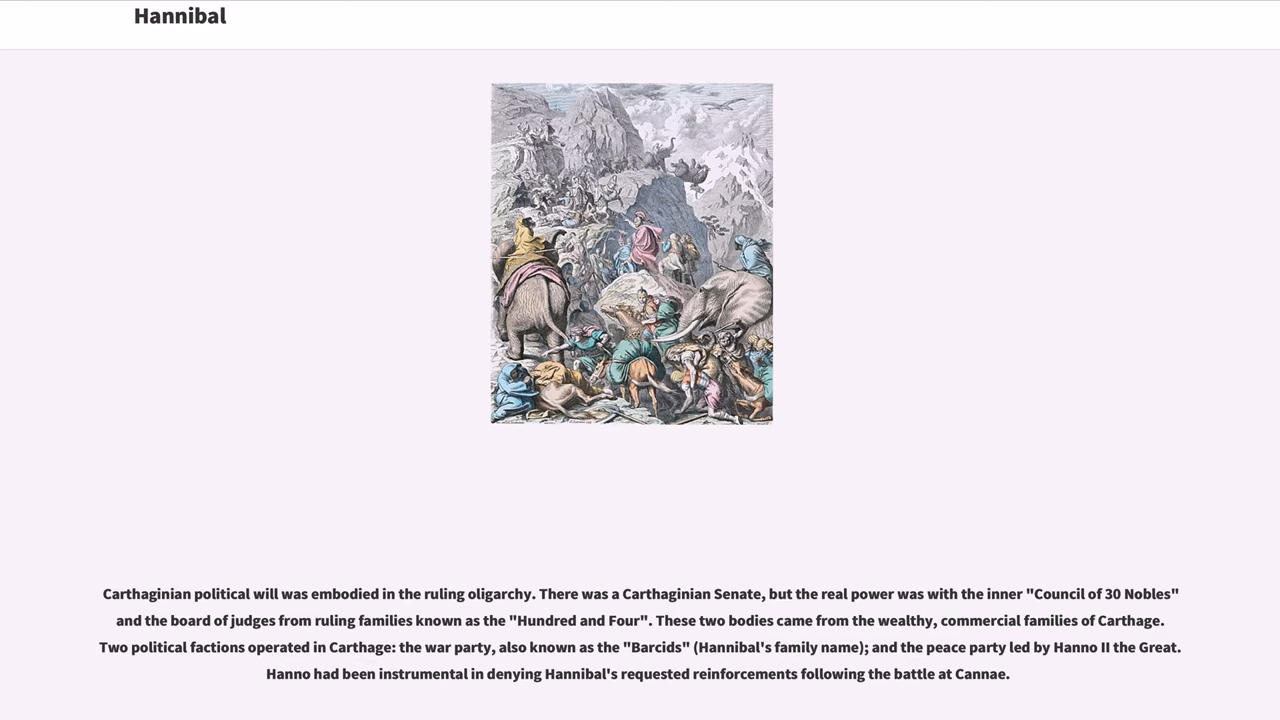 Hannibal
Carthaginian political will was embodied in the ruling oligarchy. There was a Carthaginian Senate, but the real power was with the inner "Council of 30 Nobles"
and the board of judges from ruling families known as the "Hundred and Four". These two bodies came from the wealthy, commercial families of Carthage.
Two political factions operated in Carthage: the war party, also known as the "Barcids" (Hannibal's family name); and the peace party led by Hanno II the Great.
Hanno had been instrumental in denying Hannibal's requested reinforcements following the battle at Cannae.